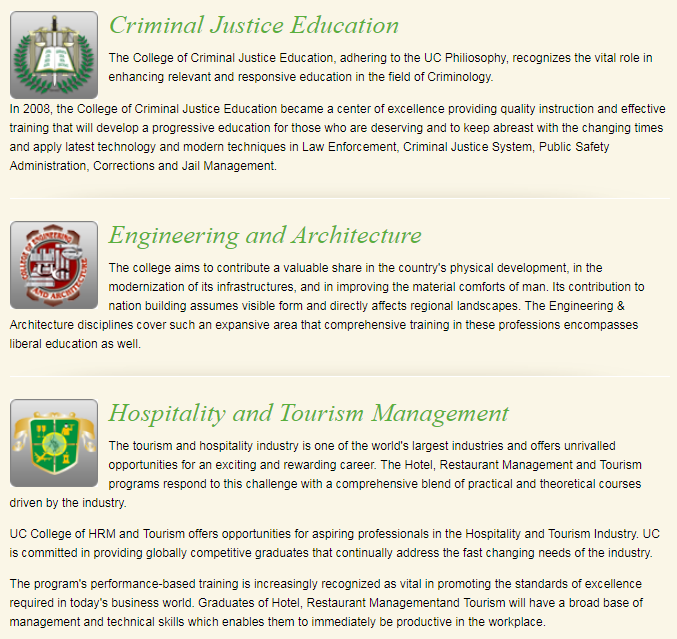 Criminal Justice Education
The College of Criminal Justice Education, adhering to the UC Philiosophy, recognizes the vital role in
enhancing relevant and responsive education in the field of Criminology.
In 2008, the College of Criminal Justice Education became a center of excellence providing quality instruction and effective
training that will develop a progressive education for those who are deserving and to keep abreast with the changing times
and apply latest technology and modern techniques in Law Enforcement, Criminal Justice System, Public Safety
Administration, Corrections and Jail Management.
COLLEGE OF ENGINEERING
AND ARCHITECTURE
Engineering and Architecture
The college aims to contribute a valuable share in the country's physical development, in the
modernization of its infrastructures, and in improving the material comforts of man. Its contribution to
nation building assumes visible form and directly affects regional landscapes. The Engineering &
Architecture disciplines cover such an expansive area that comprehensive training in these professions encompasses
liberal education as well.
Hospitality and Tourism Management
The tourism and hospitality industry is one of the world's largest industries and offers unrivalled
opportunities for an exciting and rewarding career. The Hotel, Restaurant Management and Tourism
programs respond to this challenge with a comprehensive blend of practical and theoretical courses
driven by the industry.
UC College of HRM and Tourism offers opportunities for aspiring professionals in the Hospitality and Tourism Industry. UC
is committed in providing globally competitive graduates that continually address the fast changing needs of the industry.
The program's performance-based training is increasingly recognized as vital in promoting the standards of excellence
required in today's business world. Graduates of Hotel, Restaurant Managementand Tourism will have a broad base of
management and technical skills which enables them to immediately be productive in the workplace.